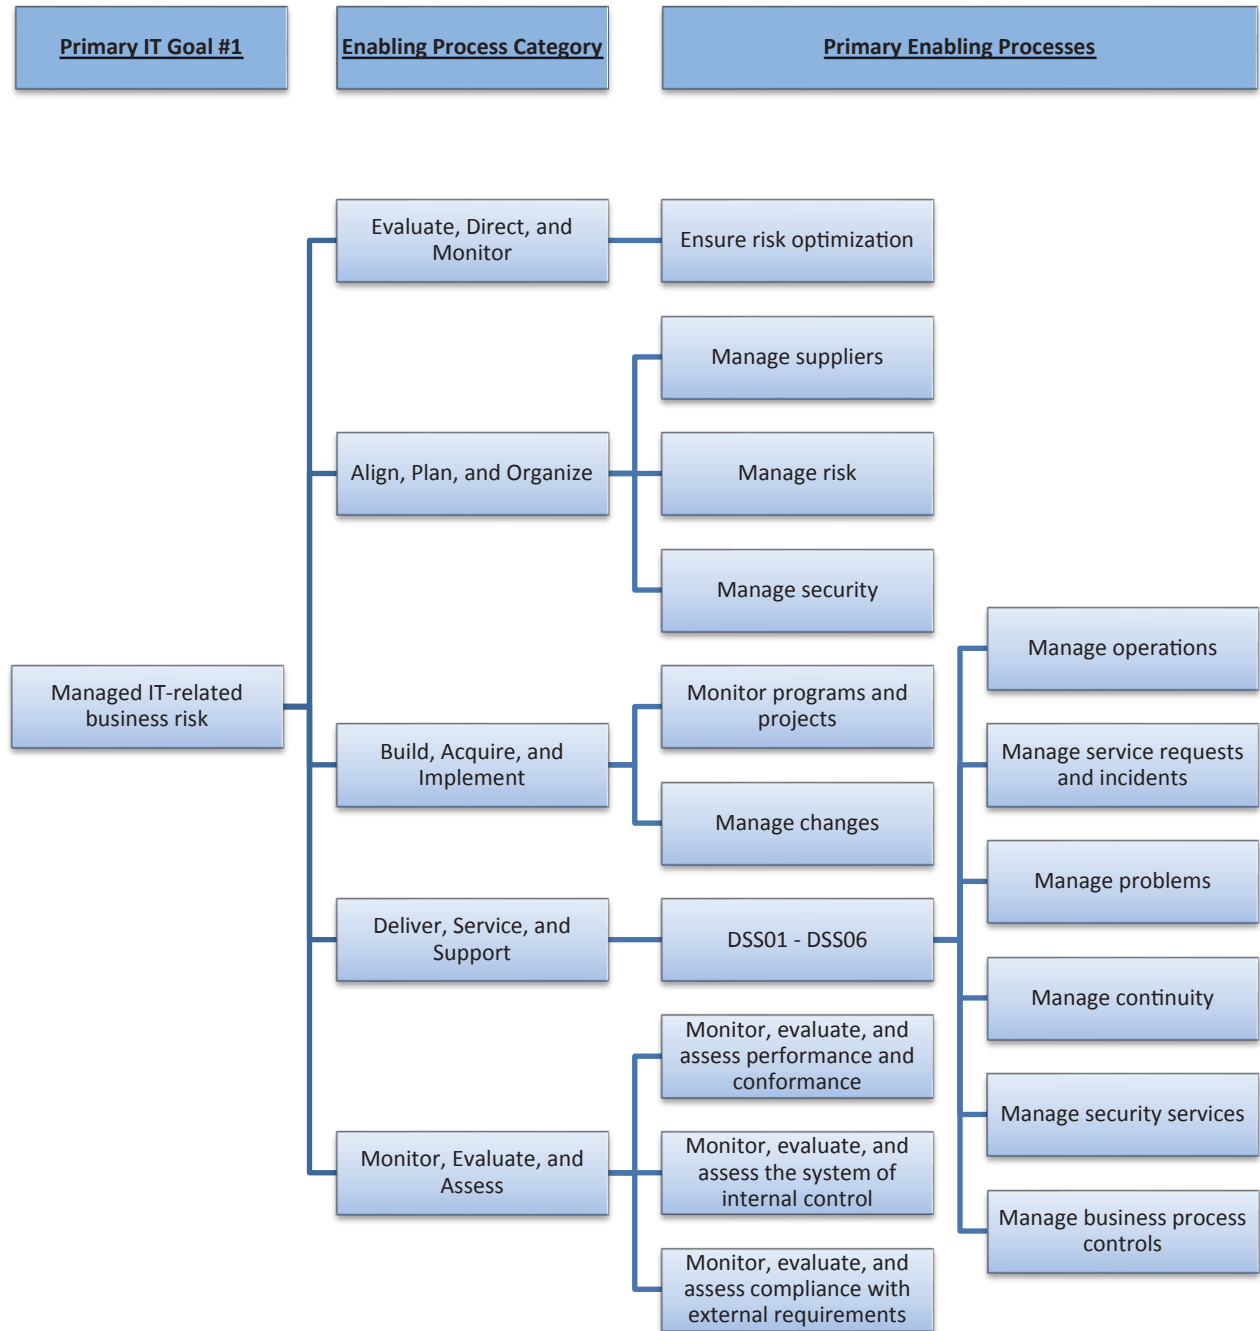 Primary IT Goal #1
Enabling Process Category
Primary Enabling Processes
Evaluate, Direct, and
Monitor
Ensure risk optimization
Manage suppliers
Align, Plan, and Organize
Manage risk
Manage security
Managed IT-related
business risk
Build, Acquire, and
Implement
Monitor programs and
projects
Manage changes
Deliver, Service, and
Support
DSS01 - DSS06
Manage operations
Manage service requests
and incidents
Manage problems
Manage continuity
Manage security services
Manage business process
controls
Monitor, Evaluate, and
Assess
Monitor, evaluate, and
assess performance and
conformance
Monitor, evaluate, and
assess the system of
internal control
Monitor, evaluate, and
assess compliance with
external requirements